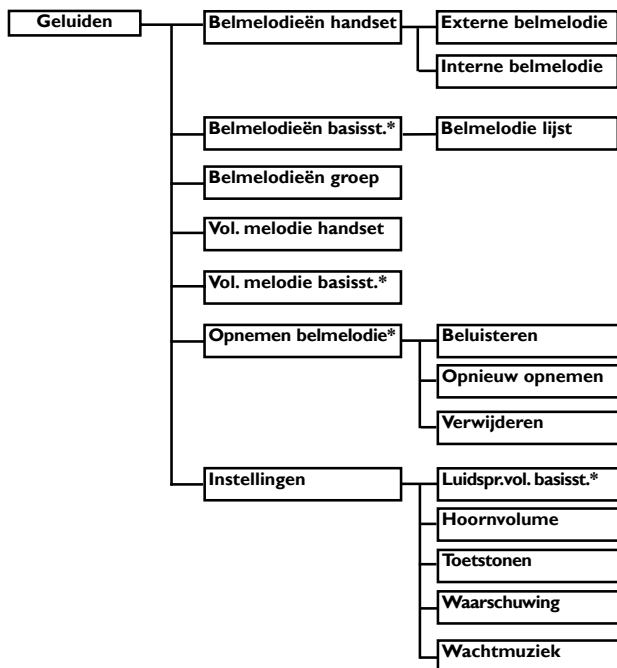 Geluiden
Belmelodieën handset
Externe belmelodie
Interne belmelodie
Belmelodieën basisst.*
Belmelodie lijst
Belmelodieën groep
Vol. melodie handset
Vol. melodie basisst.*
Opnemen belmelodie*
Beluisteren
Opnieuw opnemen
Verwijderen
Instellingen
Luidspr.vol. basisst.*
Hoornvolume
Toetstonen
Waarschuwing
Wachtmuziek